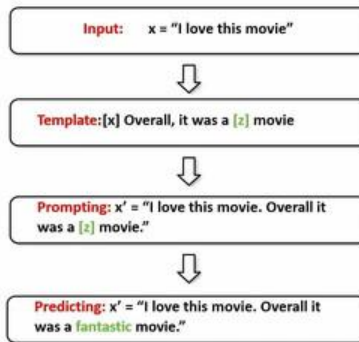 Input: x = “I love this movie”
Template:[x] Overall, it was a [z] movie
Prompting: x′ = “I love this movie. Overall it
was a [z] movie.”
Predicting: x′ = “I love this movie. Overall it
was a fantastic movie.”